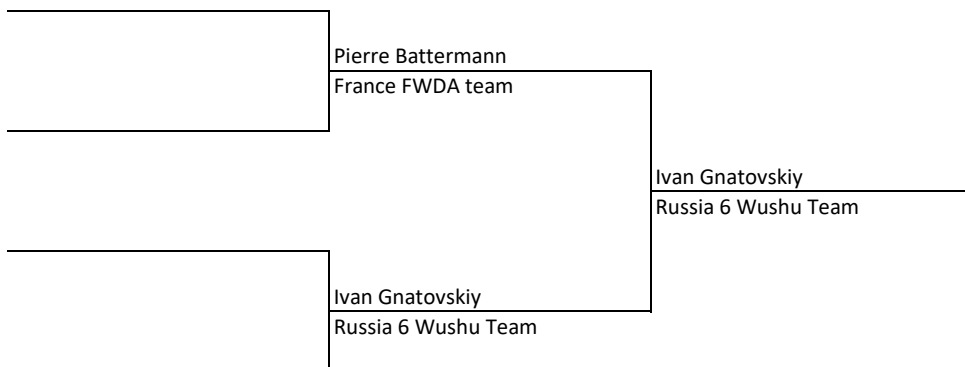 Pierre Battermann
France FWDA team
Ivan Gnatovskiy
Russia 6 Wushu Team
Ivan Gnatovskiy
Russia 6 Wushu Team